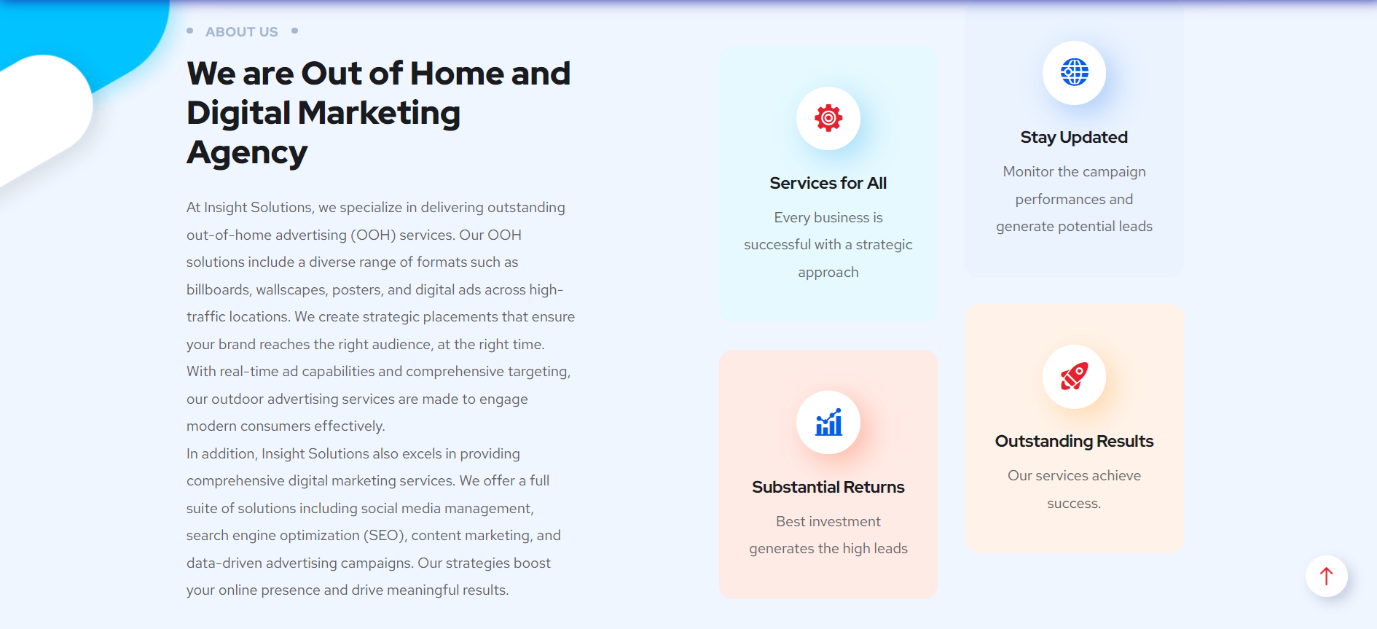 ABOUT US
We are Out of Home and
Digital Marketing
Agency
At Insight Solutions, we specialize in delivering outstanding
out-of-home advertising (OOH) services. Our OOH
solutions include a diverse range of formats such as
billboards, wallscapes, posters, and digital ads across high-
traffic locations. We create strategic placements that ensure
your brand reaches the right audience, at the right time.
With real-time ad capabilities and comprehensive targeting,
our outdoor advertising services are made to engage
modern consumers effectively.
In addition, Insight Solutions also excels in providing
comprehensive digital marketing services. We offer a full
suite of solutions including social media management,
search engine optimization (SEO), content marketing, and
data-driven advertising campaigns. Our strategies boost
your online presence and drive meaningful results.
Services for All
Every business is
successful with a strategic
approach
Substantial Returns
Best investment
generates the high leads
Stay Updated
Monitor the campaign
performances and
generate potential leads
Outstanding Results
Our services achieve
success.